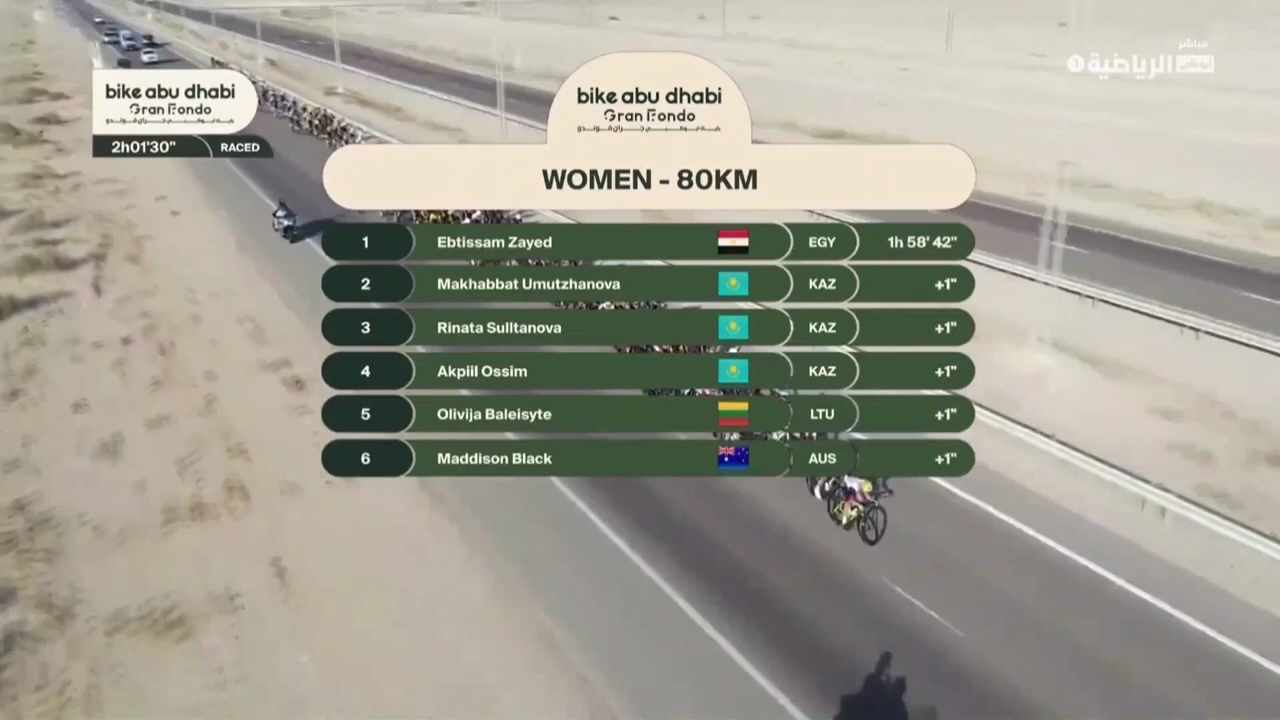 مباشر
الرياضية 1
أبوظبي
bike abu dhabi
Gran Fondo
2h01'30" RACED
bike abu dhabi
Gran Fondo
WOMEN - 80KM
1 Ebtissam Zayed EGY 1h 58' 42"
2 Makhabbat Umutzhanova KAZ +1"
3 Rinata Sulltanova KAZ +1"
4 Akpiil Ossim KAZ +1"
5 Olivija Baleisyte LTU +1"
6 Maddison Black AUS +1"